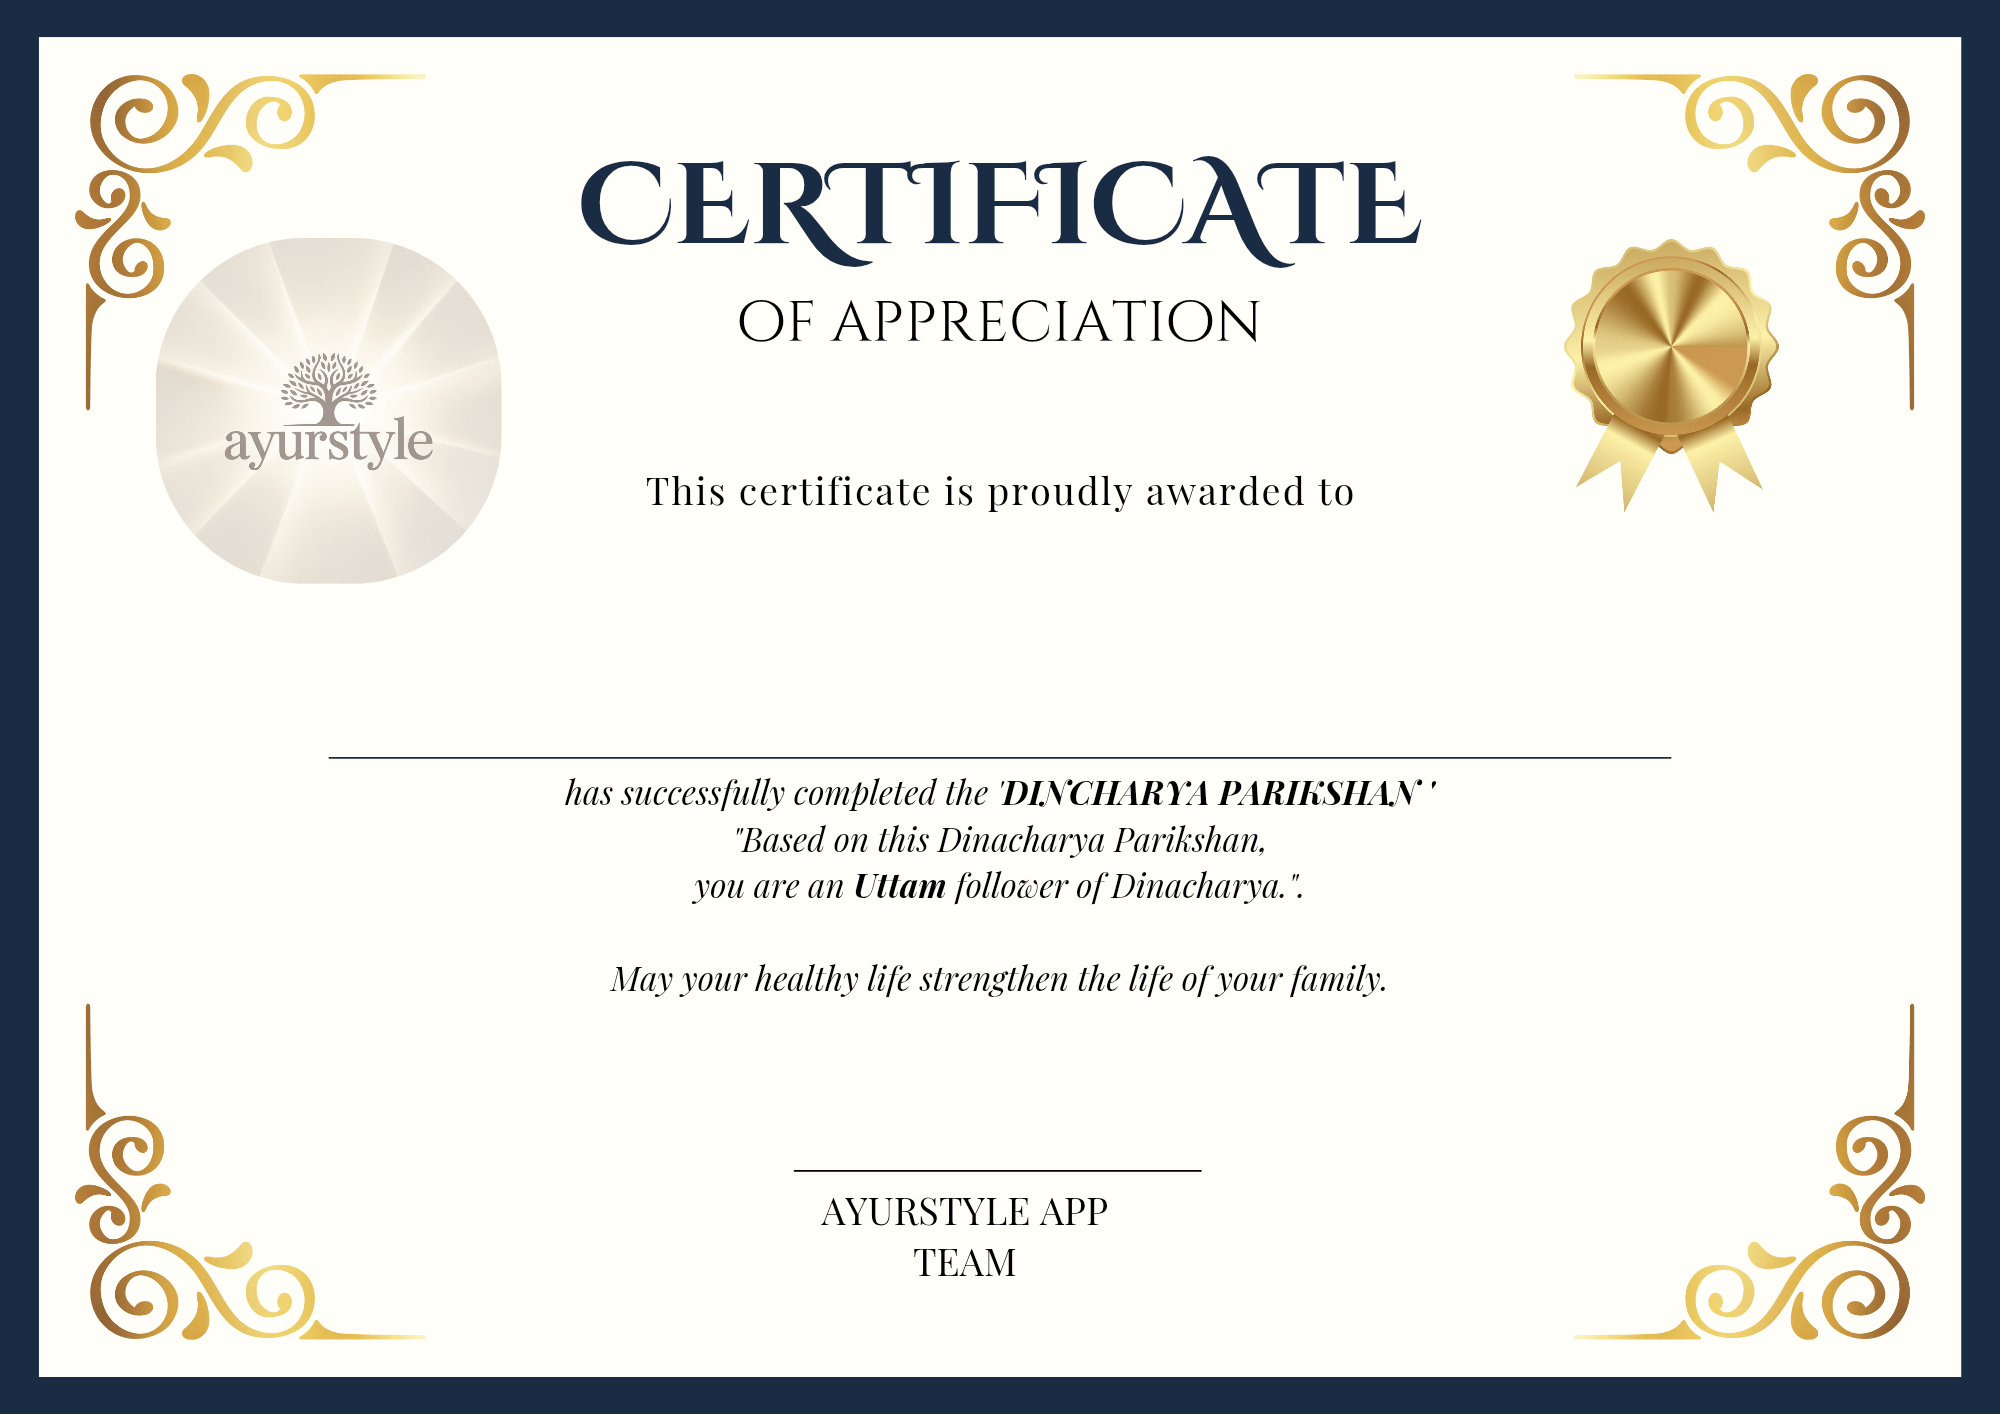 CERTIFICATE
OF APPRECIATION
ayurstyle
This certificate is proudly awarded to
has successfully completed the 'DINCHARYA PARIKSHAN '
"Based on this Dinacharya Parikshan,
you are an Uttam follower of Dinacharya.".
May your healthy life strengthen the life of your family.
AYURSTYLE APP
TEAM